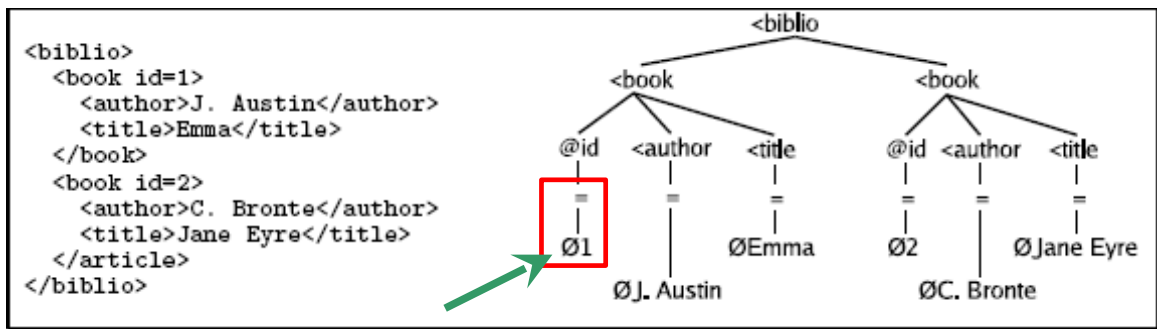 <biblio>
<book id=1>
<author>J. Austin</author>
<title>Emma</title>
</book>
<book id=2>
<author>C. Bronte</author>
<title>Jane Eyre</title>
</article>
</biblio>
<biblio
<book <book
@id <author <title @id <author <title
= = = = = =
Ø1 ØEmma Ø2 ØJane Eyre
ØJ. Austin ØC. Bronte